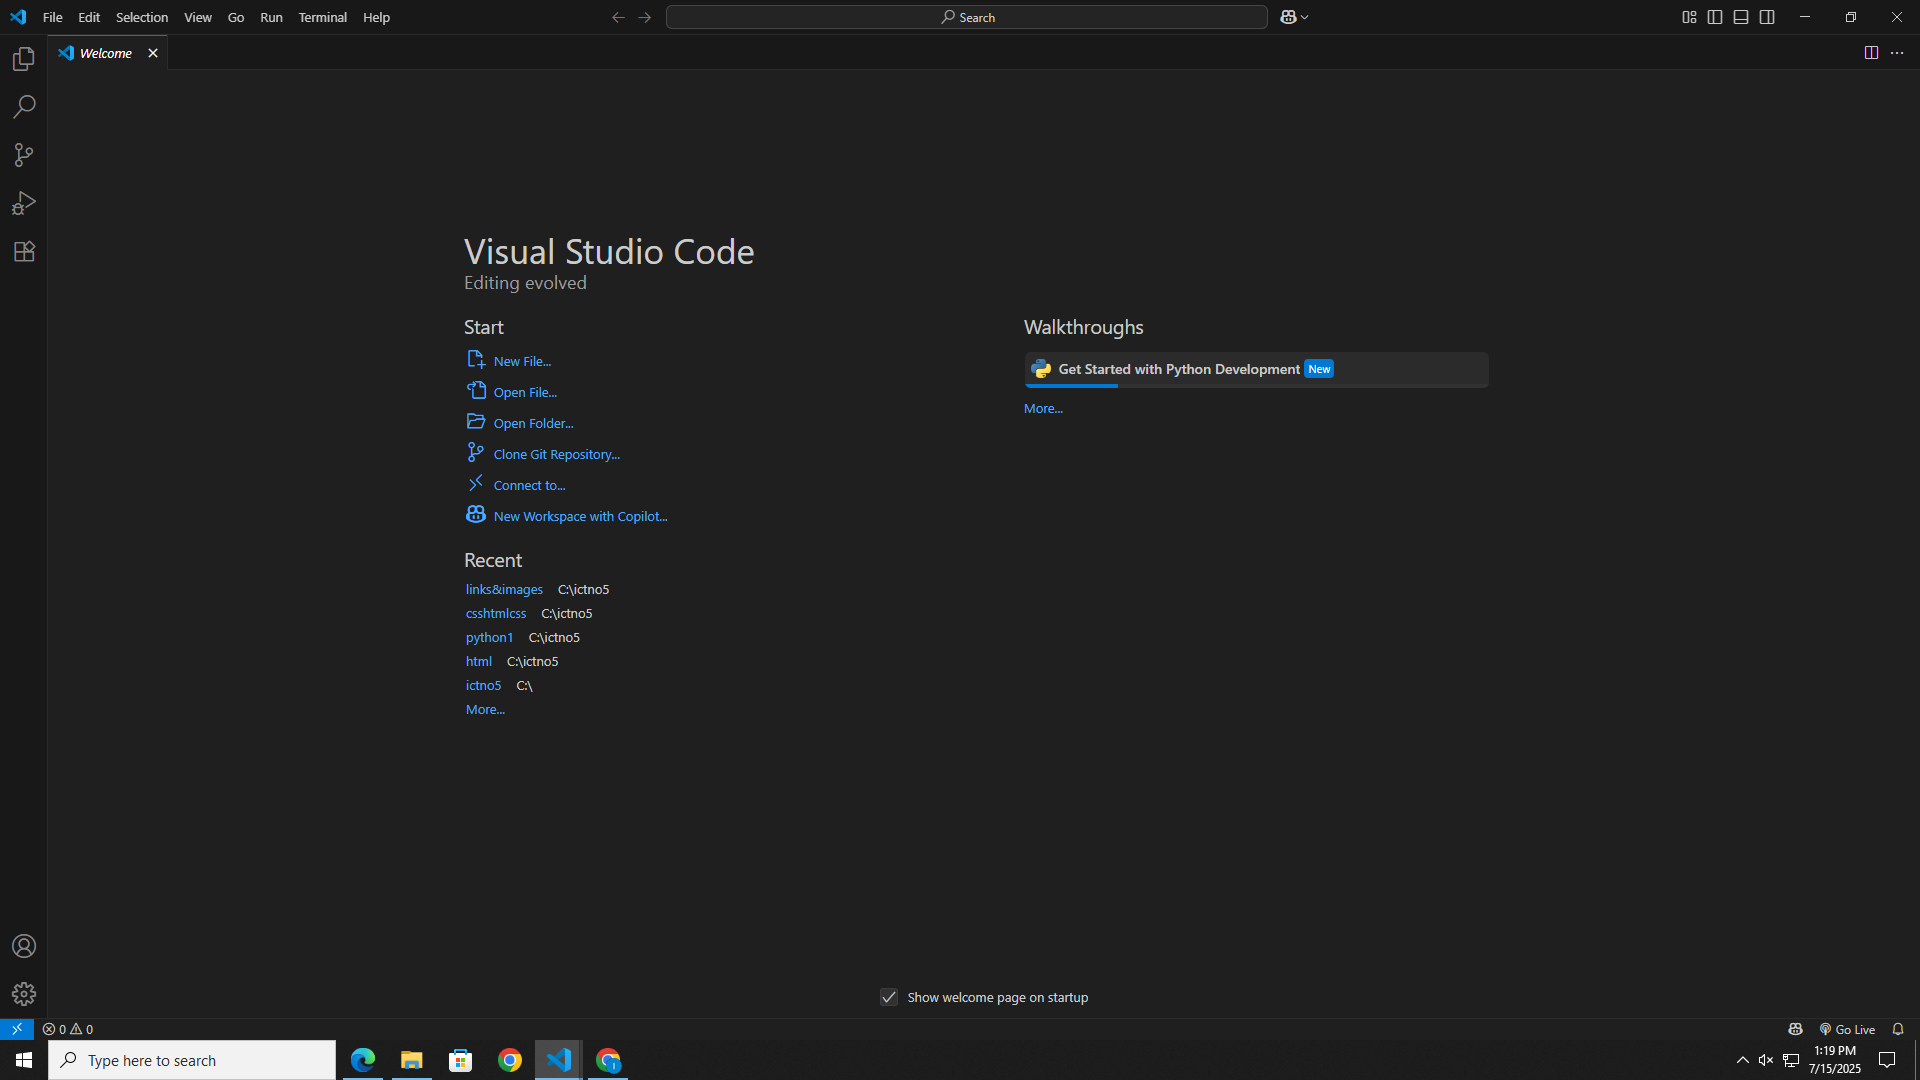 File Edit Selection View Go Run Terminal Help
Search
Welcome
Visual Studio Code
Editing evolved
Start
New File...
Open File...
Open Folder...
Clone Git Repository...
Connect to...
New Workspace with Copilot...
Recent
links&images C:\ictno5
csshtmlcss C:\ictno5
python1 C:\ictno5
html C:\ictno5
ictno5 C:\
More...
Walkthroughs
Get Started with Python Development New
More...
Show welcome page on startup
0 0
Go Live
Type here to search
1:19 PM
7/15/2025